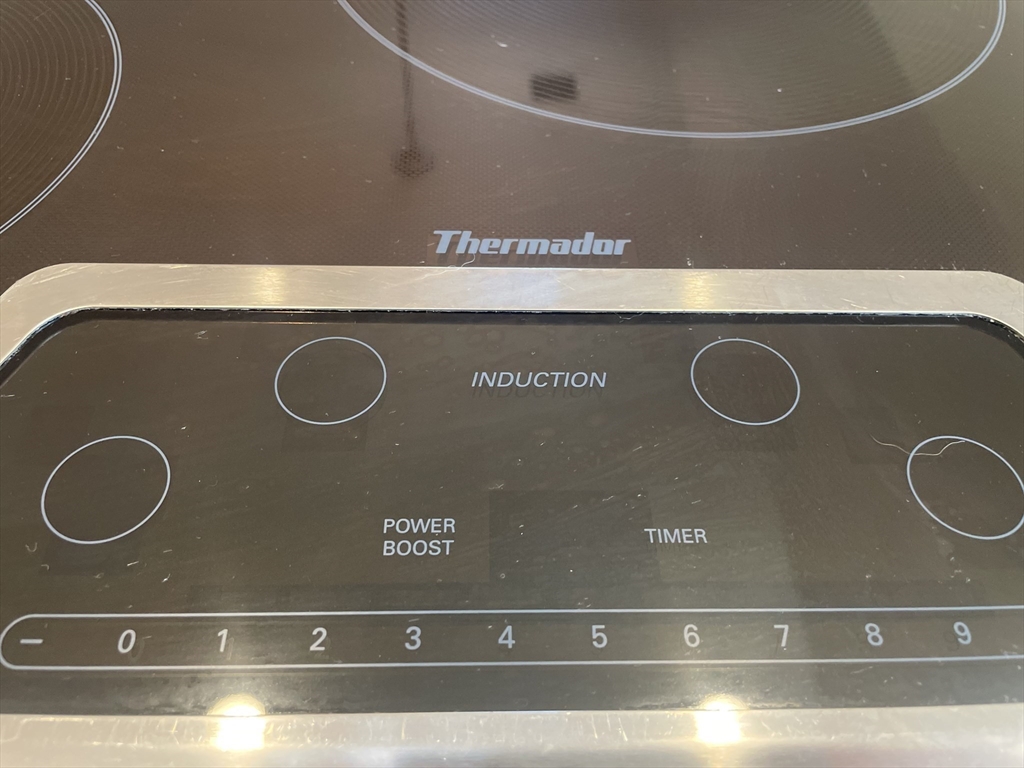 Thermador
INDUCTION
POWER
BOOST
TIMER
– 0 1 2 3 4 5 6 7 8 9